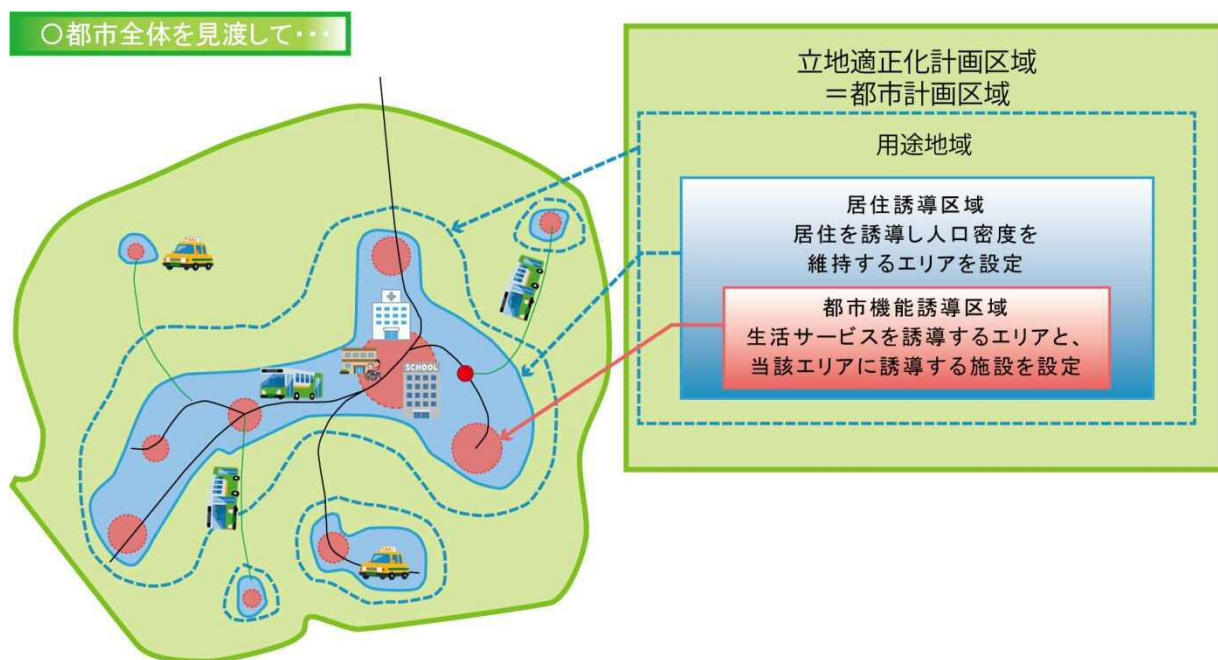 ○都市全体を見渡して・・・
立地適正化計画区域
＝都市計画区域
用途地域
居住誘導区域
居住を誘導し人口密度を
維持するエリアを設定
都市機能誘導区域
生活サービスを誘導するエリアと、
当該エリアに誘導する施設を設定
SCHOOL